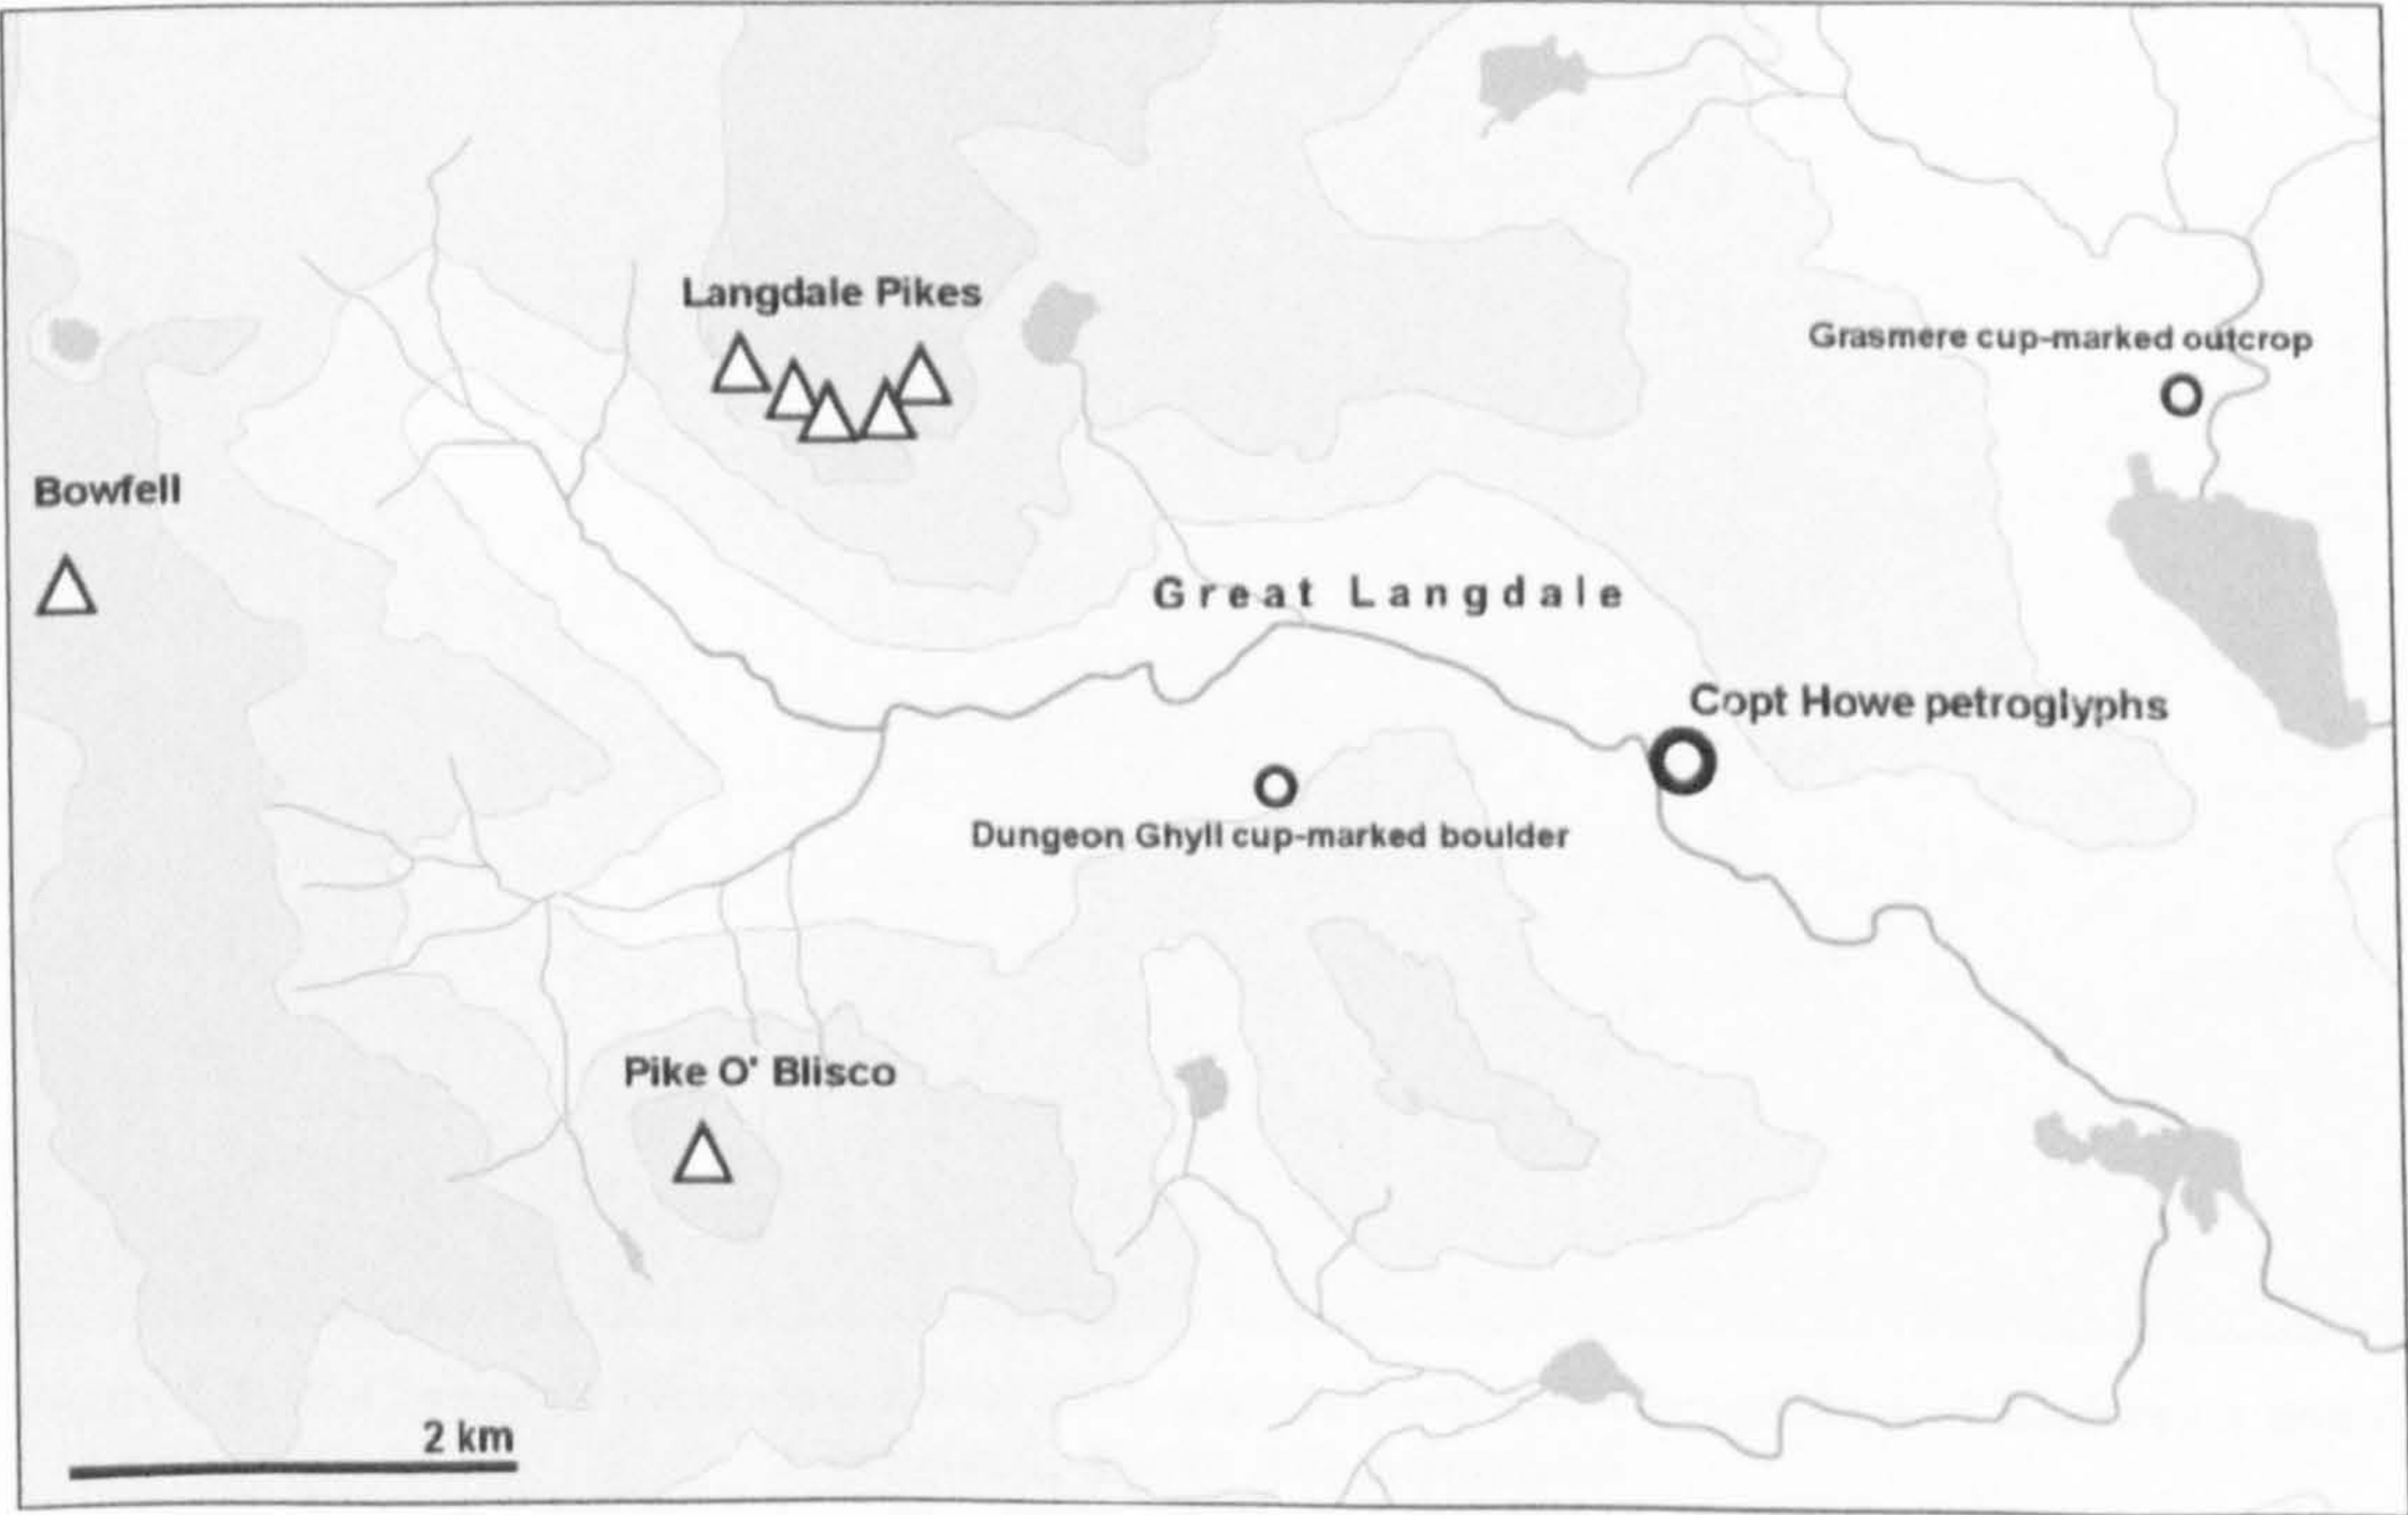 Langdale Pikes
Grasmere cup-marked outcrop
Bowfell
Great Langdale
Copt Howe petroglyphs
Dungeon Ghyll cup-marked boulder
Pike O' Blisco
2 km